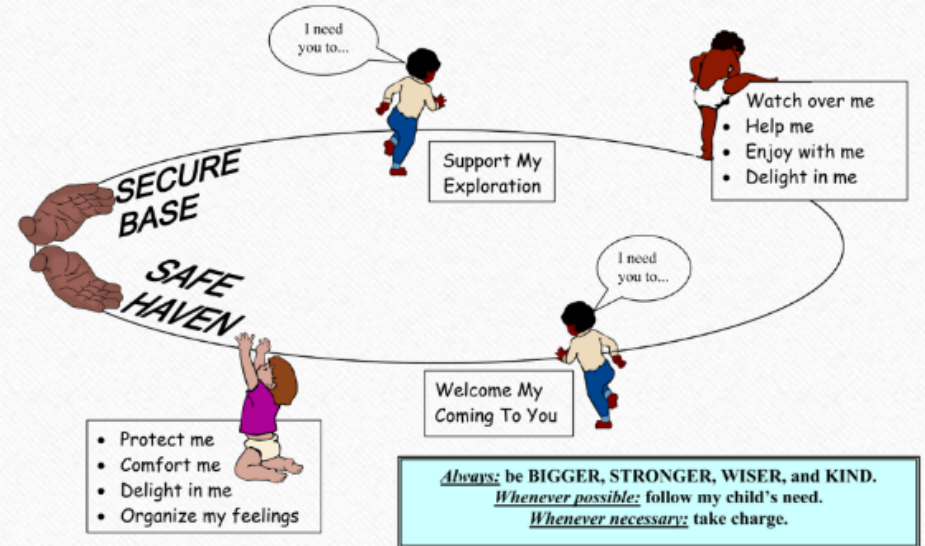 I need
you to...
SECURE
BASE
Support My
Exploration
• Watch over me
• Help me
• Enjoy with me
• Delight in me
SAFE
HAVEN
I need
you to...
Welcome My
Coming To You
• Protect me
• Comfort me
• Delight in me
• Organize my feelings
Always: be BIGGER, STRONGER, WISER, and KIND.
Whenever possible: follow my child's need.
Whenever necessary: take charge.